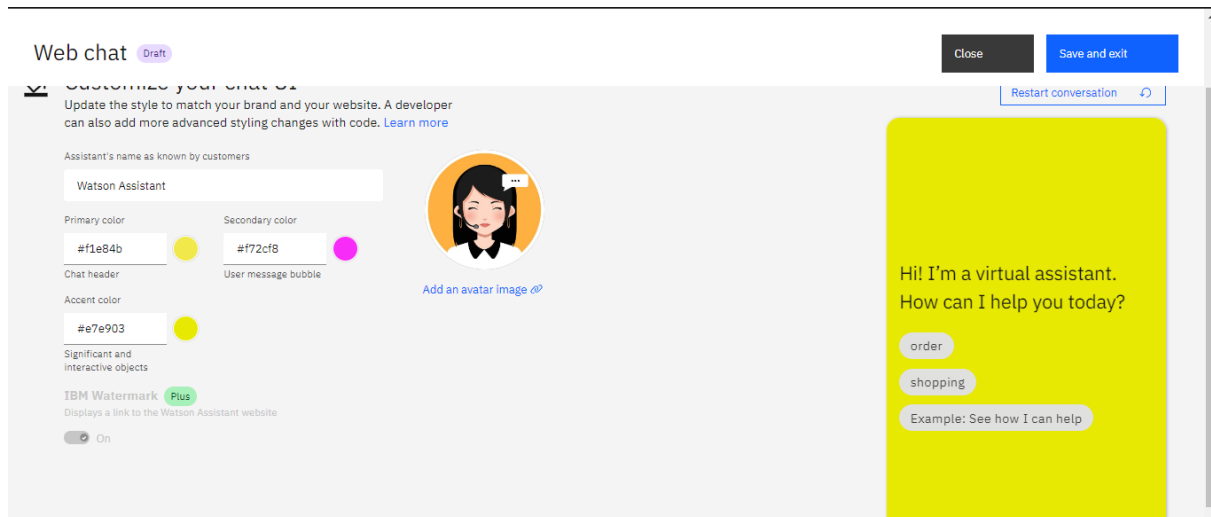 Web chat Draft
Close
Save and exit
Customize your chat UI
Update the style to match your brand and your website. A developer
can also add more advanced styling changes with code. Learn more
Assistant's name as known by customers
Watson Assistant
Primary color
#f1e84b
Chat header
Secondary color
#f72cf8
User message bubble
Accent color
#e7e903
Significant and
interactive objects
IBM Watermark Plus
Displays a link to the Watson Assistant website
On
Add an avatar image
Restart conversation
Hi! I’m a virtual assistant.
How can I help you today?
order
shopping
Example: See how I can help